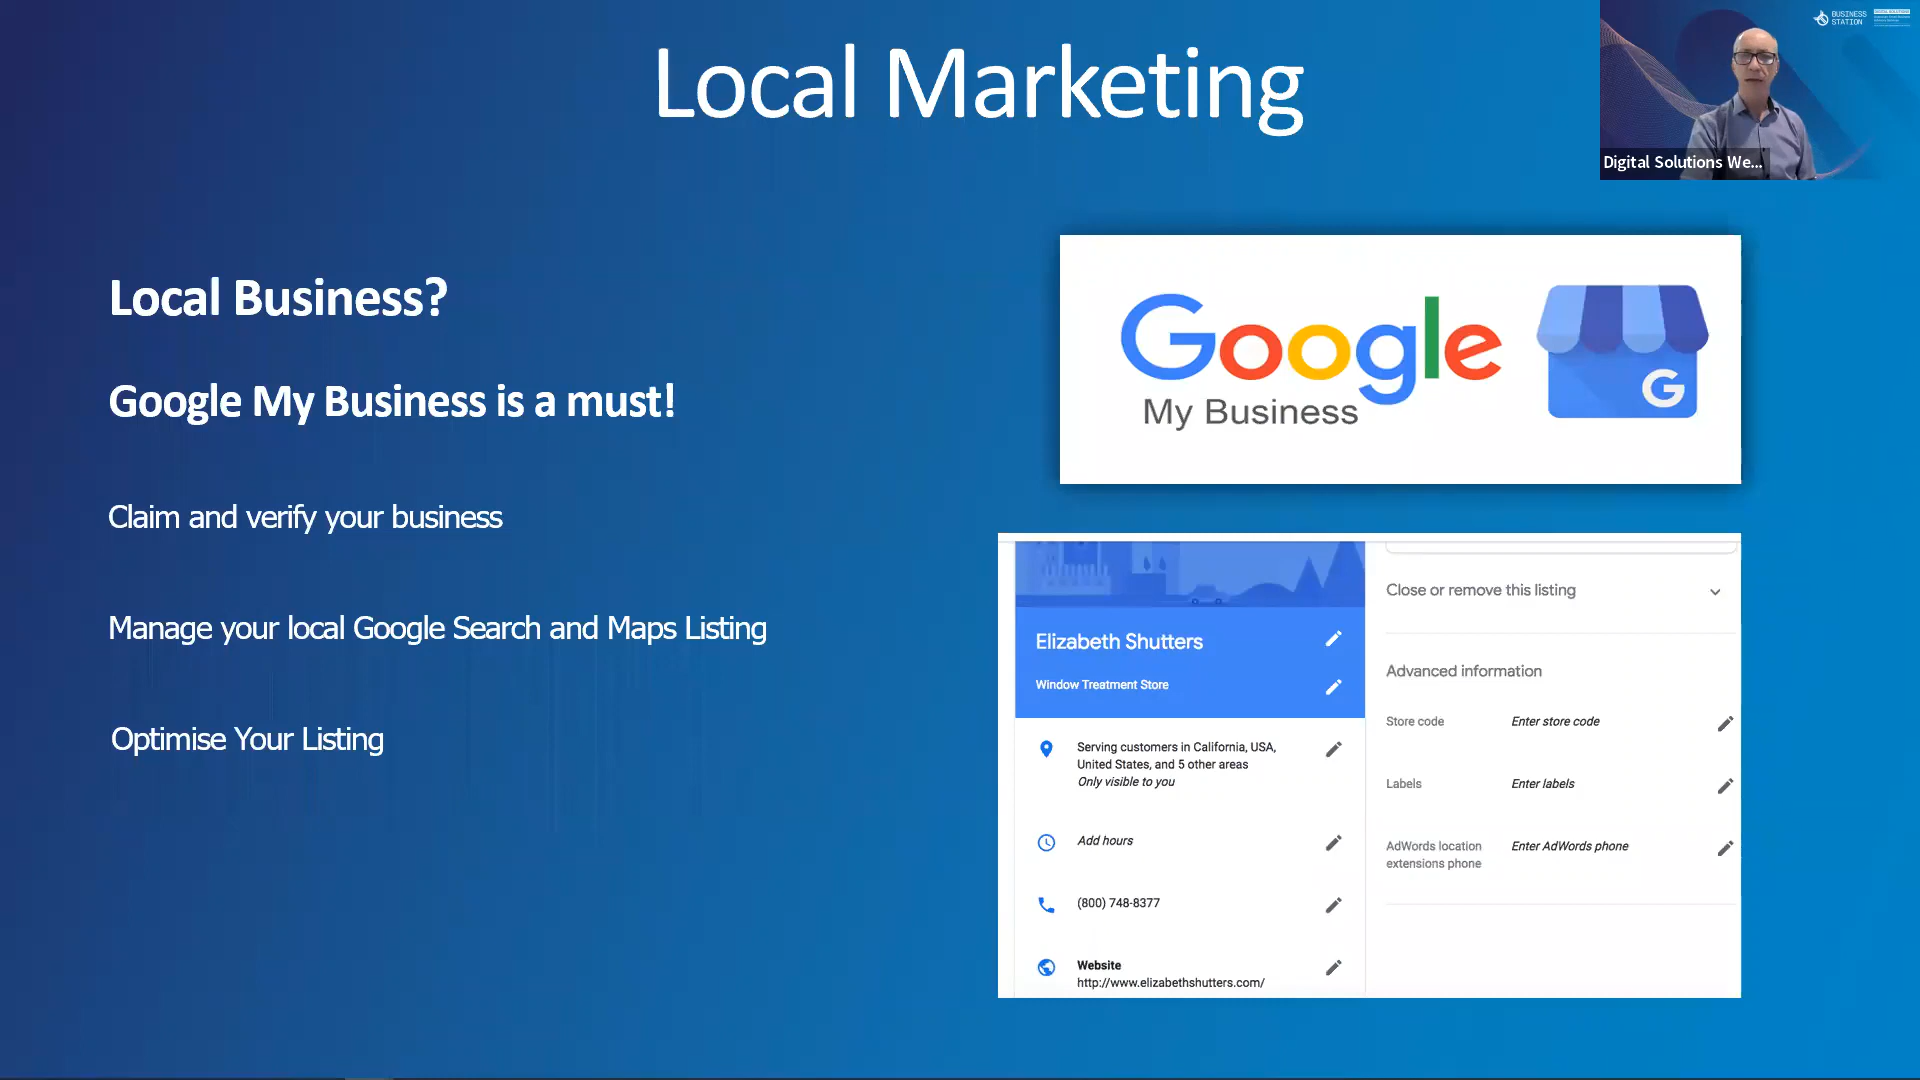 Local Marketing
BUSINESS
STATION
DIGITAL SOLUTIONS
Digital Solutions We...
Local Business?
Google My Business is a must!
Claim and verify your business
Manage your local Google Search and Maps Listing
Optimise Your Listing
Google
My Business
G
Elizabeth Shutters
Window Treatment Store
Serving customers in California, USA,
United States, and 5 other areas
Only visible to you
Add hours
(800) 748-8377
Website
http://www.elizabethshutters.com/
Close or remove this listing
Advanced information
Store code Enter store code
Labels Enter labels
AdWords location Enter AdWords phone
extensions phone